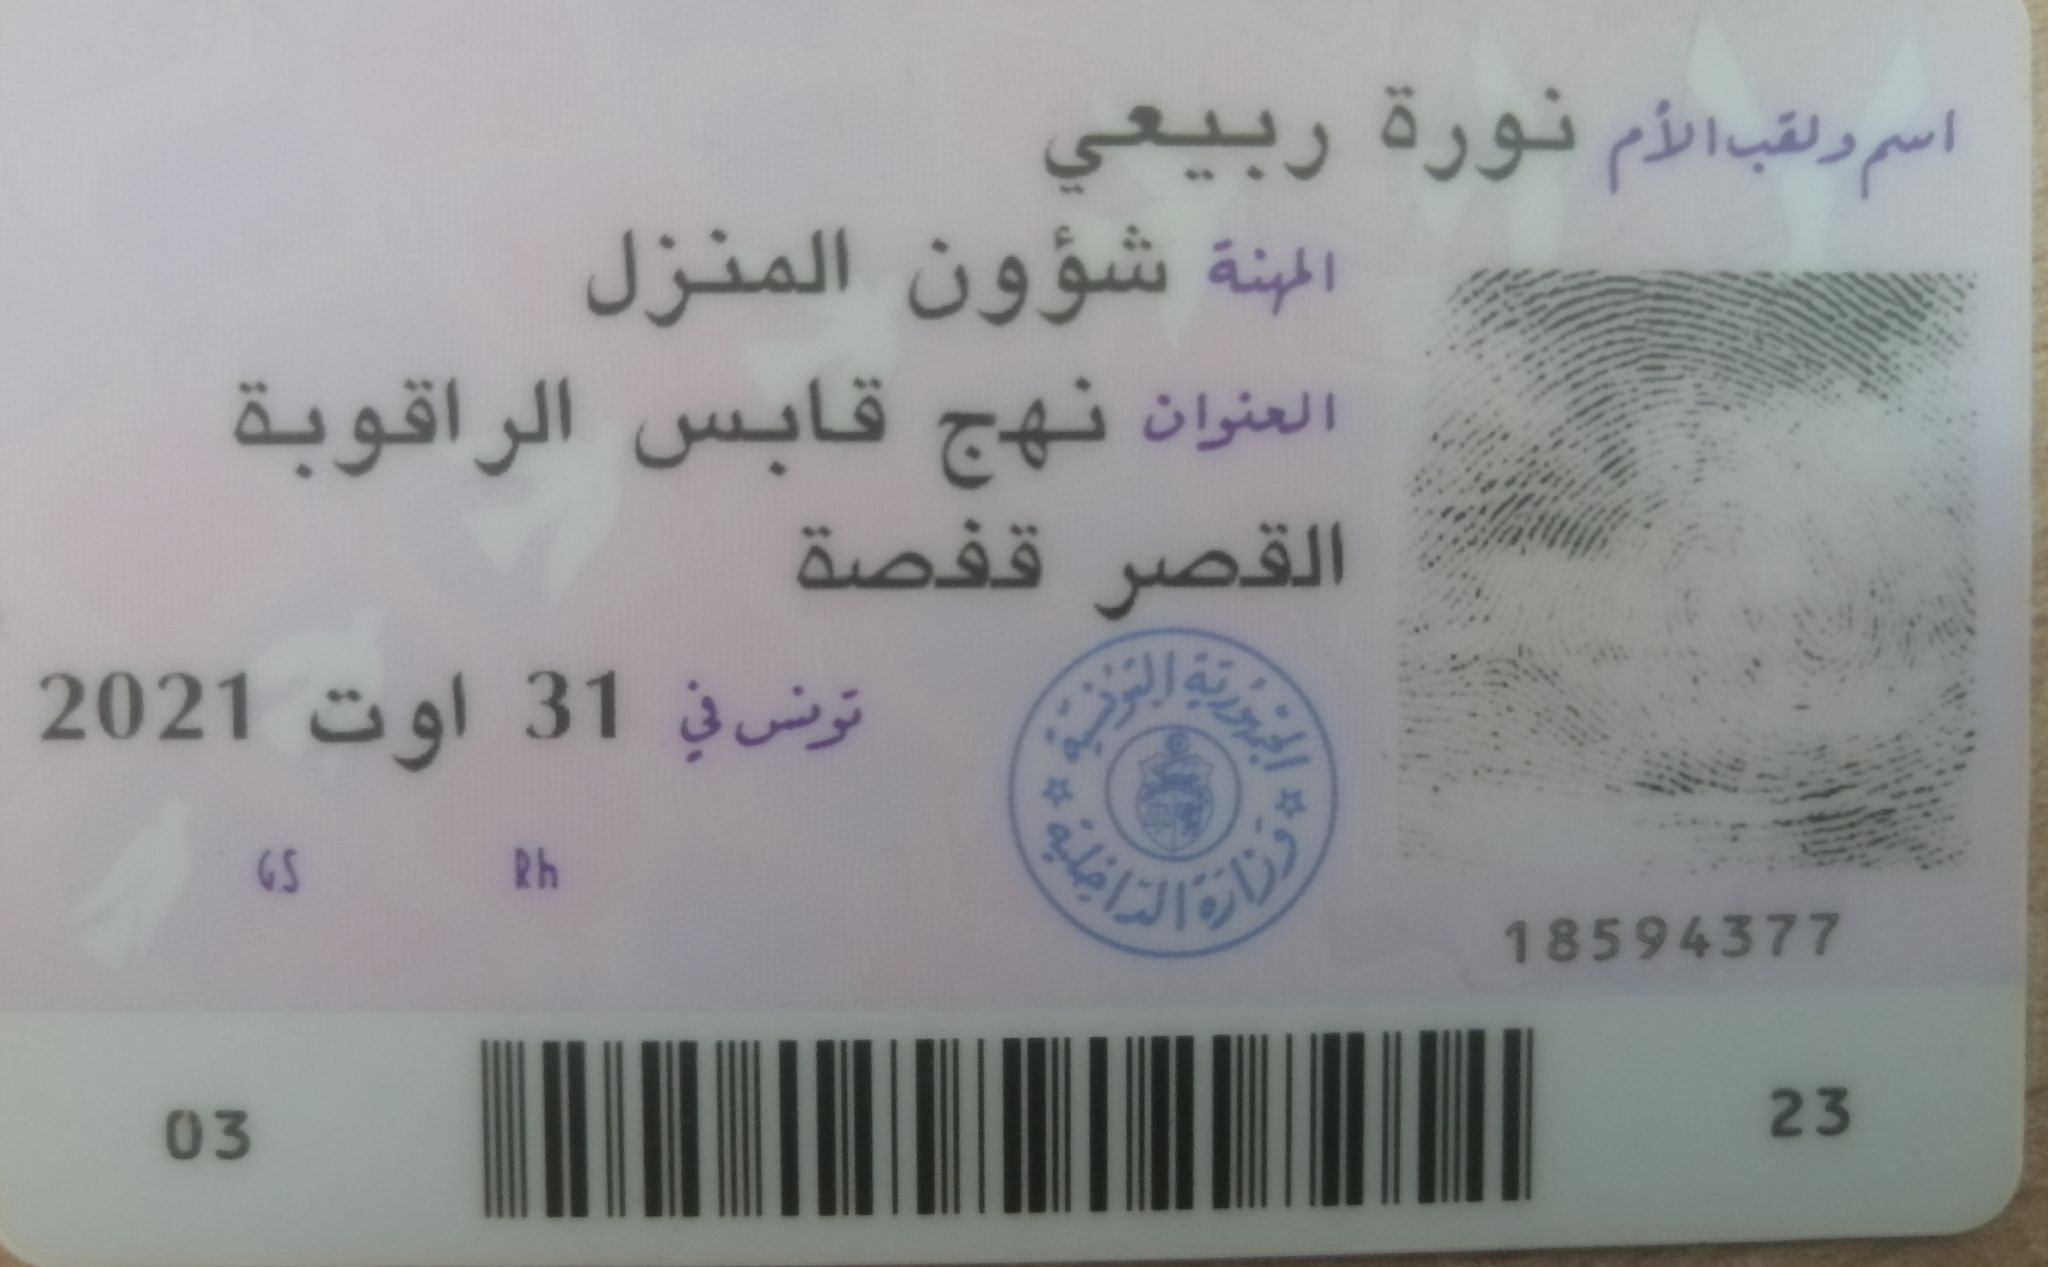 اسم ولقب الأم نورة ربيعي
المهنة شؤون المنزل
العنوان نهج قابس الراقوبة
القصر قفصة
تونس في 31 اوت 2021
الجمهورية التونسية
وزارة الداخلية
Rh
GS
18594377
03
23